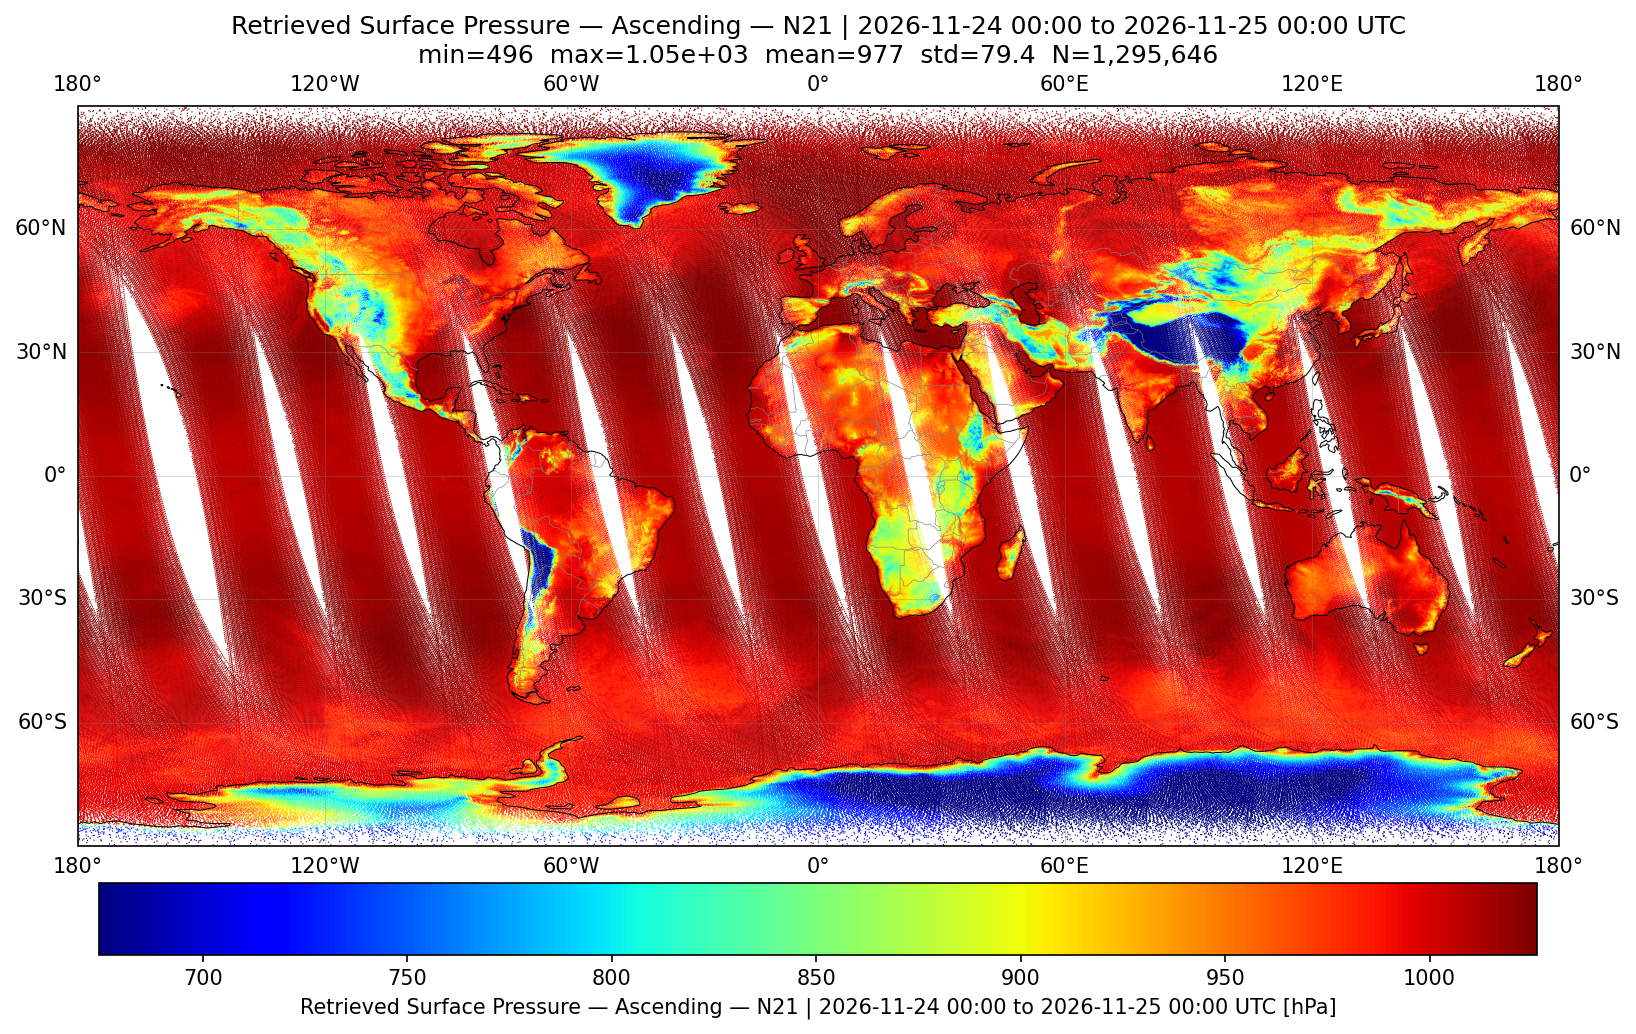 Retrieved Surface Pressure — Ascending — N21 | 2026-11-24 00:00 to 2026-11-25 00:00 UTC
min=496 max=1.05e+03 mean=977 std=79.4 N=1,295,646
180° 120°W 60°W 0° 60°E 120°E 180°
60°N 60°N
30°N 30°N
0° 0°
30°S 30°S
60°S 60°S
180° 120°W 60°W 0° 60°E 120°E 180°
700 750 800 850 900 950 1000
Retrieved Surface Pressure — Ascending — N21 | 2026-11-24 00:00 to 2026-11-25 00:00 UTC [hPa]